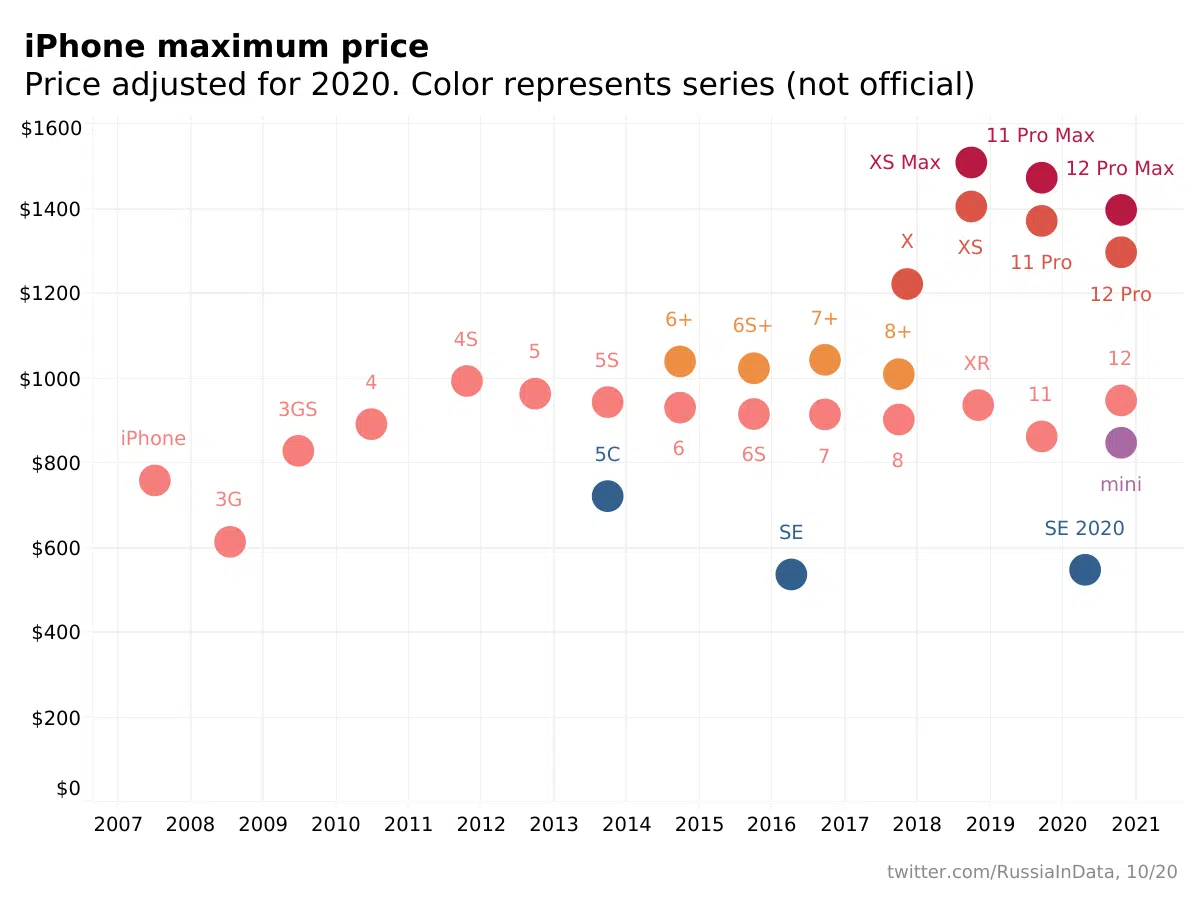 iPhone maximum price
Price adjusted for 2020. Color represents series (not official)
$1600
11 Pro Max
XS Max
12 Pro Max
$1400
X
XS
11 Pro
$1200
12 Pro
6+
6S+
7+
8+
4S
5
5S
XR
12
$1000
4
3GS
11
iPhone
5C
6
6S
7
8
$800
mini
3G
SE
SE 2020
$600
$400
$200
$0
2007 2008 2009 2010 2011 2012 2013 2014 2015 2016 2017 2018 2019 2020 2021
twitter.com/RussiaInData, 10/20